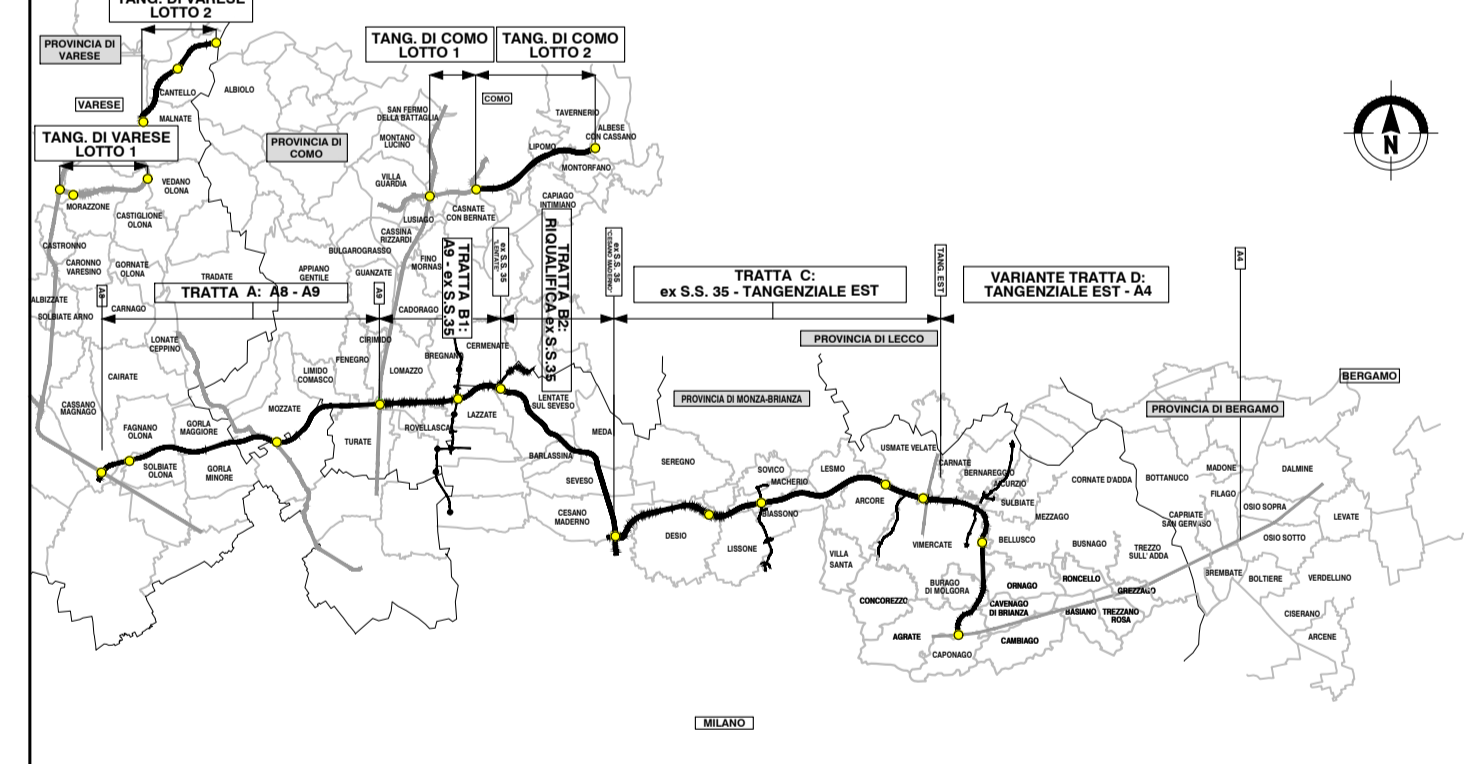 TANG. DI VARESE
LOTTO 2
PROVINCIA DI
VARESE
CANTELLO
ALBIOLO
VARESE
MALNATE
TANG. DI VARESE
LOTTO 1
PROVINCIA DI
COMO
VEDANO
OLONA
MORAZZONE
CASTIGLIONE
OLONA
TANG. DI COMO
LOTTO 1
TANG. DI COMO
LOTTO 2
COMO
SAN FERMO
DELLA BATTAGLIA
MONTANO
LUCINO
VILLA
GUARDIA
TAVERNERIO
ALBESE
CON CASSANO
LIPOMO
MONTORFANO
LUSIAGO
CASNATE
CON BERNATE
CAPIAGO
INTIMIANO
CASSINA
RIZZARDI
BULGAROGRASSO
FINO
MORNAS
GUANZATE
APPIANO
GENTILE
CASTRONNO
CARONNO
VARESINO
GORNATE
OLONA
TRADATE
ALBIZZATE
SOLBIATE ARNO
CARNAGO
A8
TRATTA A: A8 - A9
A9
CADORAGO
TRATTA B1:
A9 - ex S.S.35
ex S.S. 35
"LENTATE"
TRATTA B2:
RIQUALIFICA ex S.S.35
ex S.S. 35
"CESANO MADERNO"
TRATTA C:
ex S.S. 35 - TANGENZIALE EST
TANG. EST
VARIANTE TRATTA D:
TANGENZIALE EST - A4
A4
N
LONATE
CEPPINO
CIRIMIDO
FENEGRO
CERMENATE
BREGNANO
LOMAZZO
LIMIDO
COMASCO
CAIRATE
CASSANO
MAGNAGO
FAGNANO
OLONA
GORLA
MAGGIORE
MOZZATE
TURATE
ROVELLASCA
LAZZATE
LENTATE
SUL SEVESO
SOLBIATE
OLONA
GORLA
MINORE
MEDA
BARLASSINA
SEVESO
CESANO
MADERNO
PROVINCIA DI LECCO
PROVINCIA DI MONZA-BRIANZA
BERGAMO
PROVINCIA DI BERGAMO
SEREGNO
SOVICO
MACHERIO
LESMO
USMATE VELATE
CARNATE
BERNAREGGIO
AICURZIO
SULBIATE
MEZZAGO
CORNATE D'ADDA
BOTTANUCO
MADONE
FILAGO
DALMINE
OSIO SOPRA
CAPRIATE
SAN GERVASO
LEVATE
OSIO SOTTO
BIASSONO
ARCORE
DESIO
LISSONE
VILLA
SANTA
VIMERCATE
BELLUSCO
BUSNAGO
TREZZO
SULL' ADDA
BREMBATE
BOLTIERE
VERDELLINO
BURAGO
DI MOLGORA
ORNAGO
RONCELLO
GREZZAGO
CONCOREZZO
CAVENAGO
DI BRIANZA
BASIANO
TREZZANO
ROSA
CISERANO
ARCENE
AGRATE
CAMBIAGO
CAPONAGO
MILANO